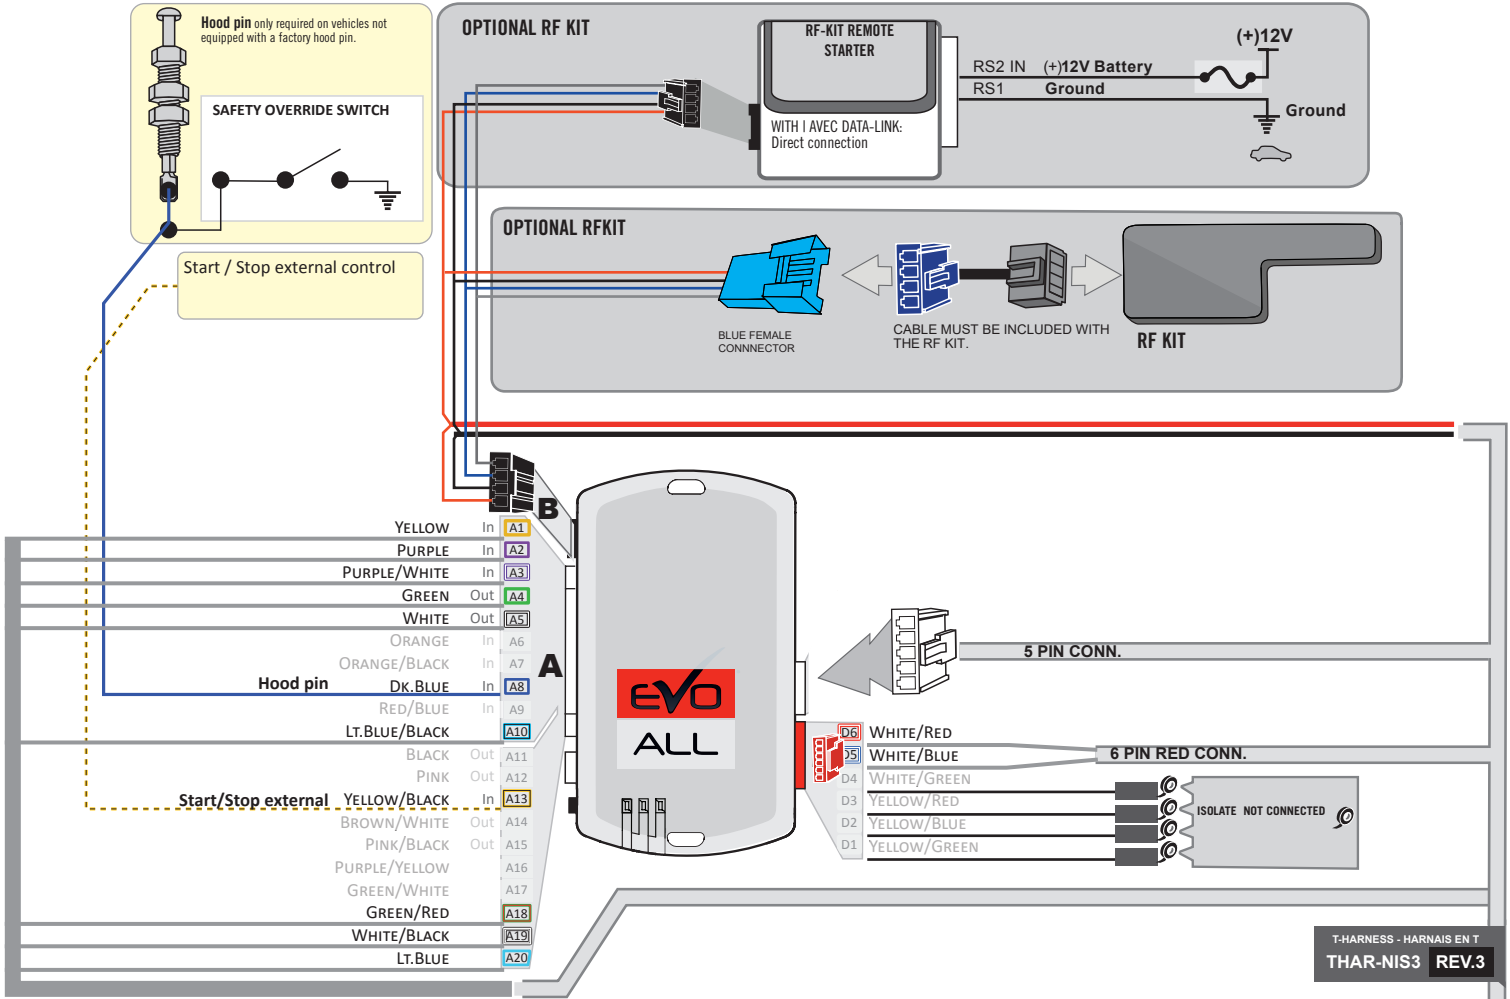 Hood pin only required on vehicles not
equipped with a factory hood pin.
SAFETY OVERRIDE SWITCH
Start / Stop external control
OPTIONAL RF KIT
RF-KIT REMOTE
STARTER
WITH | AVEC DATA-LINK:
Direct connection
RS2 IN (+)12V Battery
RS1 Ground
(+)12V
Ground
OPTIONAL RFKIT
BLUE FEMALE
CONNNECTOR
CABLE MUST BE INCLUDED WITH
THE RF KIT.
RF KIT
B
A
YELLOW In A1
PURPLE In A2
PURPLE/WHITE In A3
GREEN Out A4
WHITE Out A5
ORANGE In A6
ORANGE/BLACK In A7
Hood pin DK.BLUE In A8
RED/BLUE In A9
LT.BLUE/BLACK A10
BLACK Out A11
PINK Out A12
Start/Stop external YELLOW/BLACK In A13
BROWN/WHITE Out A14
PINK/BLACK Out A15
PURPLE/YELLOW A16
GREEN/WHITE A17
GREEN/RED A18
WHITE/BLACK A19
LT.BLUE A20
EVO
ALL
5 PIN CONN.
D6 WHITE/RED
D5 WHITE/BLUE
D4 WHITE/GREEN
D3 YELLOW/RED
D2 YELLOW/BLUE
D1 YELLOW/GREEN
6 PIN RED CONN.
ISOLATE NOT CONNECTED
T-HARNESS - HARNAIS EN T
THAR-NIS3 REV.3